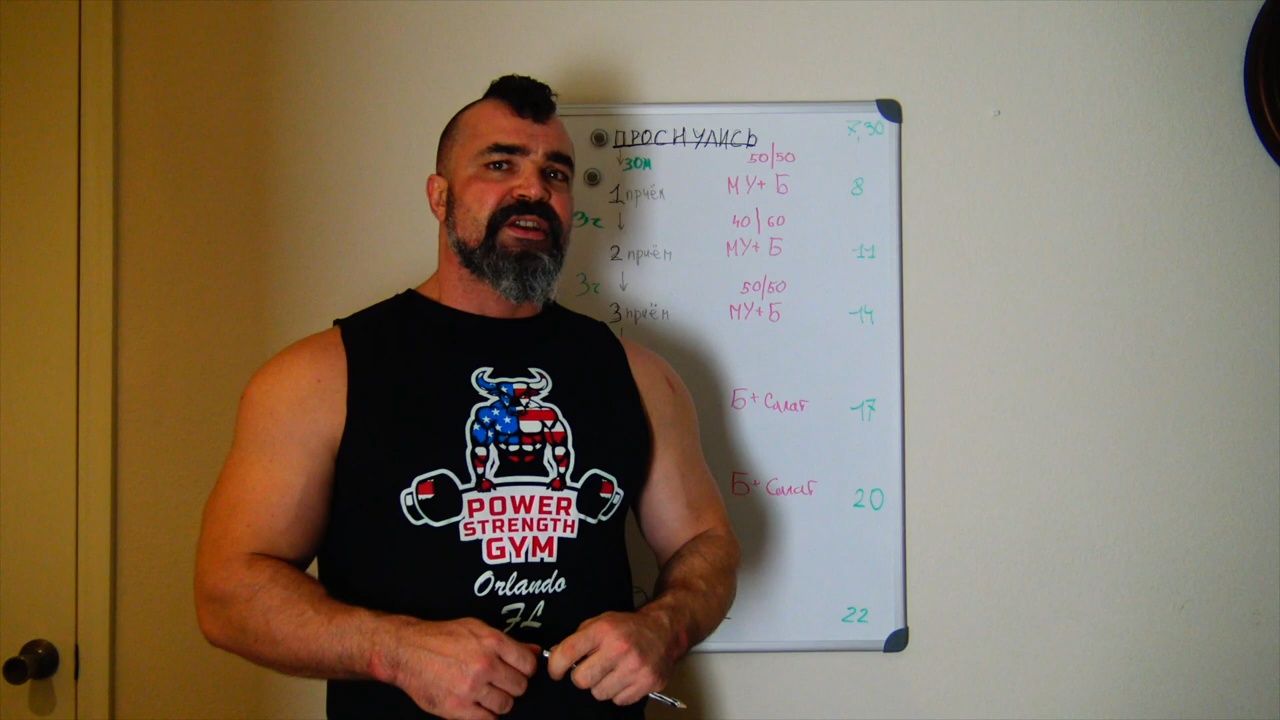 ПРОСНУЛИСЬ 7,30
30м 50/50
1 приём МУ+Б 8
3ч 40/60
2 приём МУ+Б 11
3ч 50/50
3 приём МУ+Б 14
Б+Салат 17
Б+Салат 20
22
POWER
STRENGTH
GYM
Orlando
FL